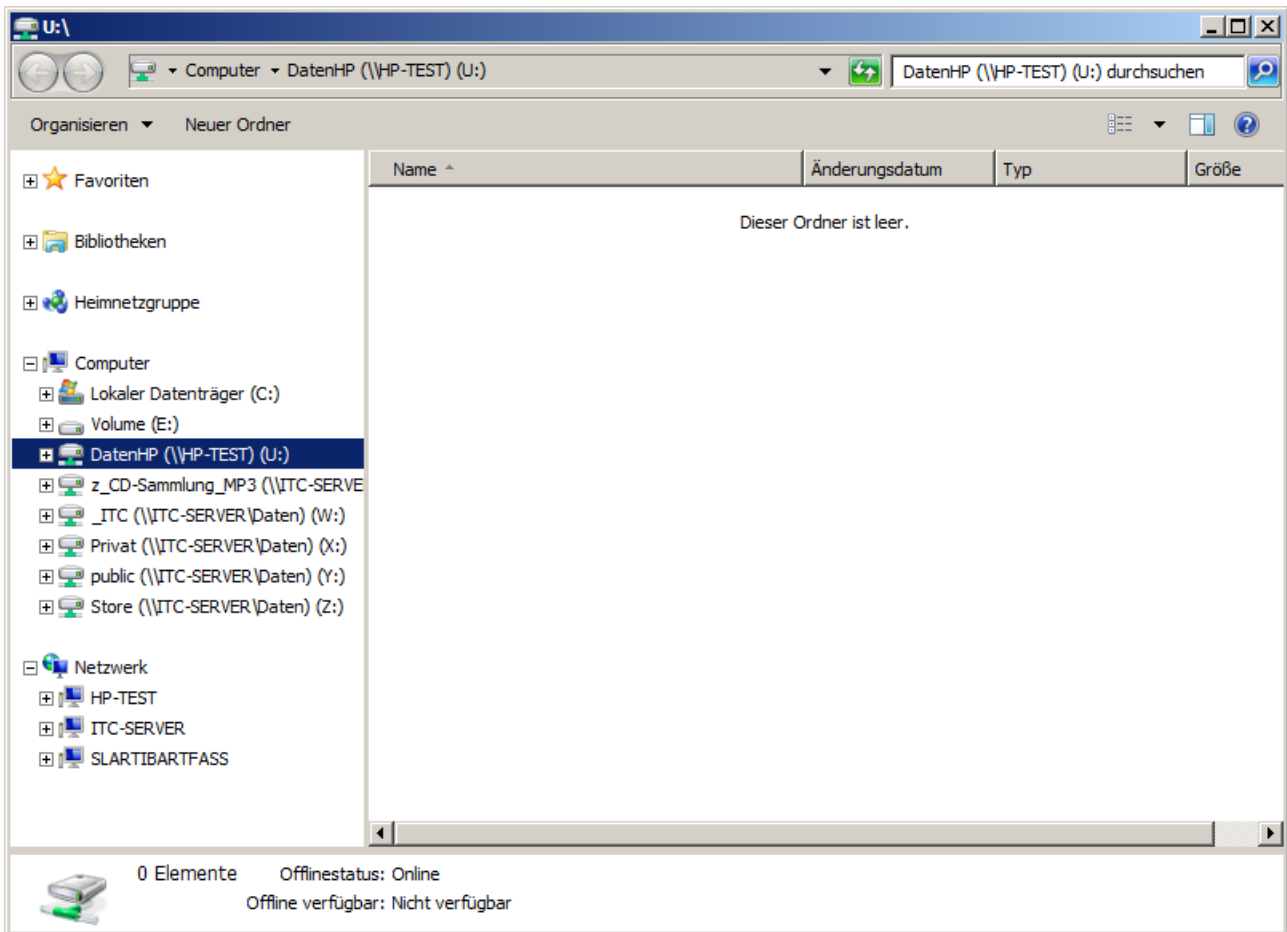 U:\
Computer DatenHP (\\HP-TEST) (U:) DatenHP (\\HP-TEST) (U:) durchsuchen
Organisieren Neuer Ordner
Name Änderungsdatum Typ Größe
Dieser Ordner ist leer.
Favoriten
Bibliotheken
Heimnetzgruppe
Computer
Lokaler Datenträger (C:)
Volume (E:)
DatenHP (\\HP-TEST) (U:)
z_CD-Sammlung_MP3 (\\ITC-SERVE
_ITC (\\ITC-SERVER\Daten) (W:)
Privat (\\ITC-SERVER\Daten) (X:)
public (\\ITC-SERVER\Daten) (Y:)
Store (\\ITC-SERVER\Daten) (Z:)
Netzwerk
HP-TEST
ITC-SERVER
SLARTIBARTFASS
0 Elemente Offlinestatus: Online
Offline verfügbar: Nicht verfügbar